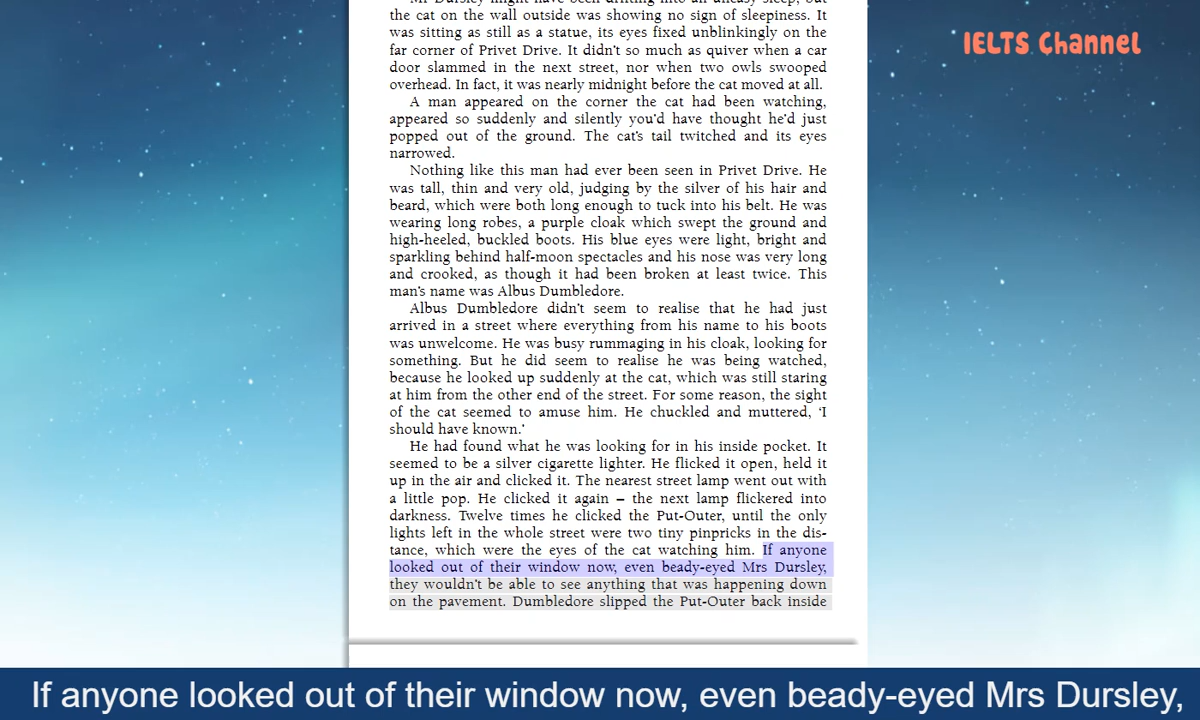 Mr Dursley might have been drifting into an uneasy sleep, but
the cat on the wall outside was showing no sign of sleepiness. It
was sitting as still as a statue, its eyes fixed unblinkingly on the
far corner of Privet Drive. It didn's so much as quiver when a car
door slammed in the next street, nor when two owls swooped
overhead. In fact, it was nearly midnight before the cat moved at all.
A man appeared on the corner the cat had been watching,
appeared so suddenly and silently you'd have thought he'd just
popped out of the ground. The cat's tail twitched and its eyes
narrowed.
Nothing like this man had ever been seen in Privet Drive. He
was tall, thin and very old, judging by the silver of his hair and
beard, which were both long enough to tuck into his belt. He was
wearing long robes, a purple cloak which swept the ground and
high-heeled, buckled boots. His blue eyes were light, bright and
sparkling behind half-moon spectacles and his nose was very long
and crooked, as though it had been broken at least twice. This
man's name was Albus Dumbledore.
Albus Dumbledore didn't seem to realise that he had just
arrived in a street where everything from his name to his boots
was unwelcome. He was busy rummaging in his cloak, looking for
something. But he did seem to realise he was being watched,
because he looked up suddenly at the cat, which was still staring
at him from the other end of the street. For some reason, the sight
of the cat seemed to amuse him. He chuckled and muttered, 'I
should have known.'
He had found what he was looking for in his inside pocket. It
seemed to be a silver cigarette lighter. He flicked it open, held it
up in the air and clicked it. The nearest street lamp went out with
a little pop. He clicked it again – the next lamp flickered into
darkness. Twelve times he clicked the Put-Outer, until the only
lights left in the whole street were two tiny pinpricks in the dis-
tance, which were the eyes of the cat watching him. If anyone
looked out of their window now, even beady-eyed Mrs Dursley,
they wouldn't be able to see anything that was happening down
on the pavement. Dumbledore slipped the Put-Outer back inside
IELTS Channel
If anyone looked out of their window now, even beady-eyed Mrs Dursley,